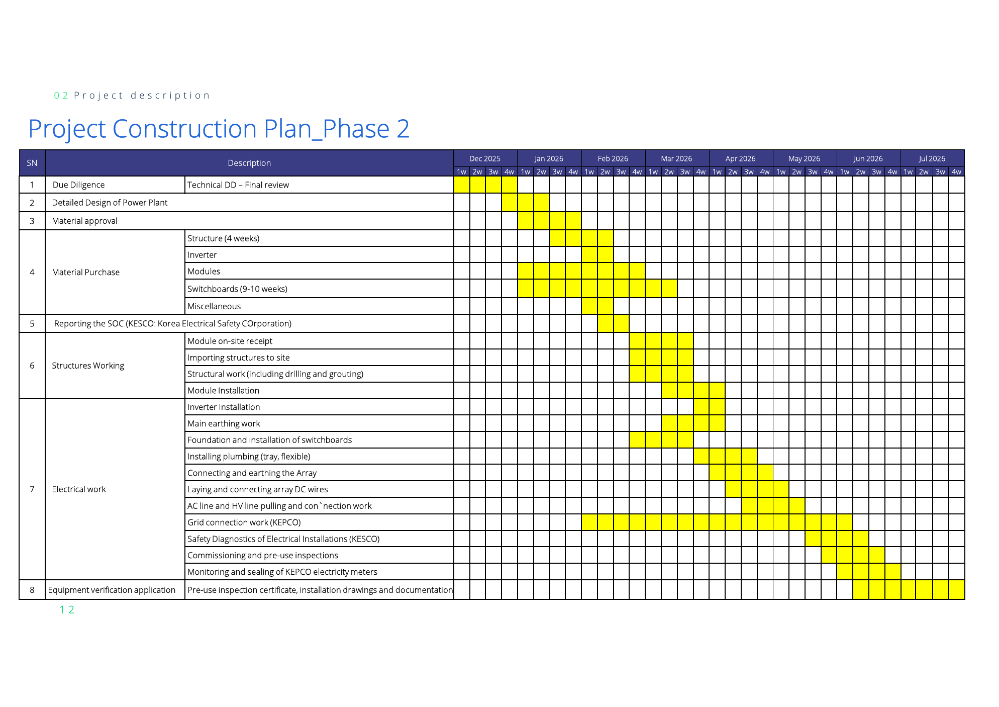 02 Project description
Project Construction Plan_Phase 2
SN Description Dec 2025 Jan 2026 Feb 2026 Mar 2026 Apr 2026 May 2026 Jun 2026 Jul 2026
1w 2w 3w 4w 1w 2w 3w 4w 1w 2w 3w 4w 1w 2w 3w 4w 1w 2w 3w 4w 1w 2w 3w 4w 1w 2w 3w 4w 1w 2w 3w 4w
1 Due Diligence Technical DD – Final review
2 Detailed Design of Power Plant
3 Material approval
4 Material Purchase
Structure (4 weeks)
Inverter
Modules
Switchboards (9-10 weeks)
Miscellaneous
5 Reporting the SOC (KESCO: Korea Electrical Safety COrporation)
6 Structures Working
Module on-site receipt
Importing structures to site
Structural work (including drilling and grouting)
Module Installation
7 Electrical work
Inverter Installation
Main earthing work
Foundation and installation of switchboards
Installing plumbing (tray, flexible)
Connecting and earthing the Array
Laying and connecting array DC wires
AC line and HV line pulling and con`nection work
Grid connection work (KEPCO)
Safety Diagnostics of Electrical Installations (KESCO)
Commissioning and pre-use inspections
Monitoring and sealing of KEPCO electricity meters
8 Equipment verification application Pre-use inspection certificate, installation drawings and documentation
12